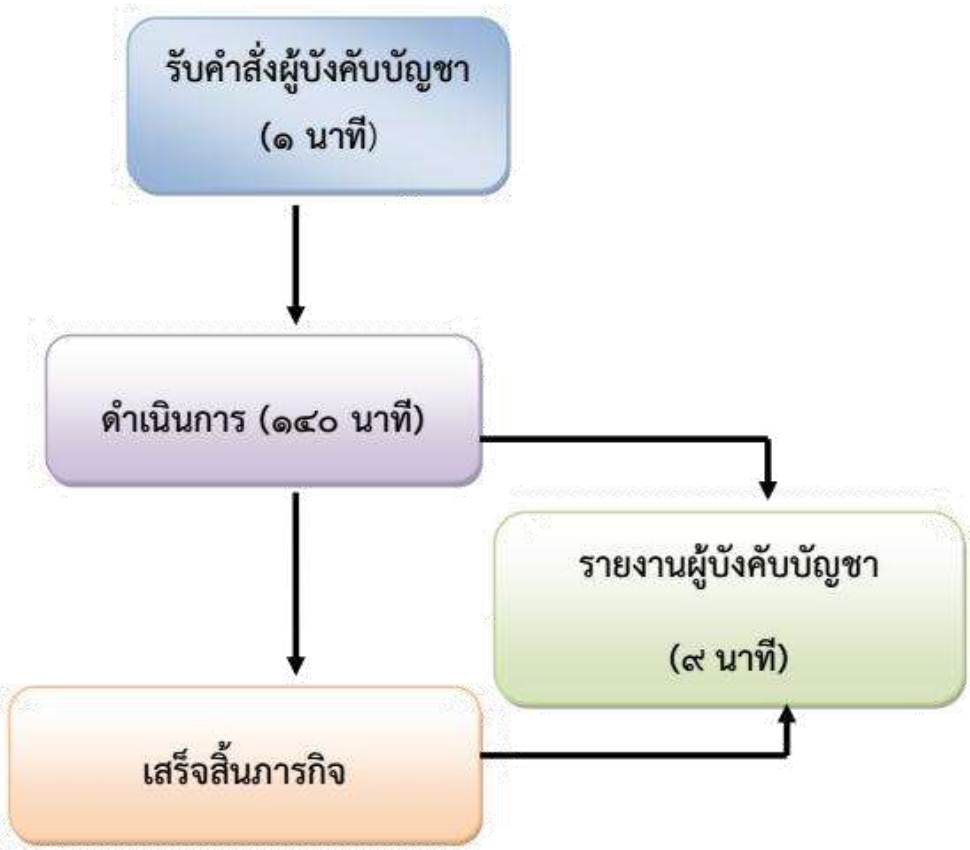 รับคำสั่งผู้บังคับบัญชา
(๑ นาที)
ดำเนินการ (๑๔๐ นาที)
รายงานผู้บังคับบัญชา
(๙ นาที)
เสร็จสิ้นภารกิจ